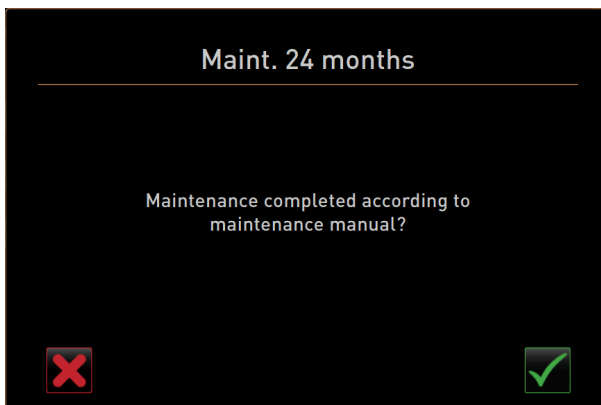 Maint. 24 months
Maintenance completed according to
maintenance manual?